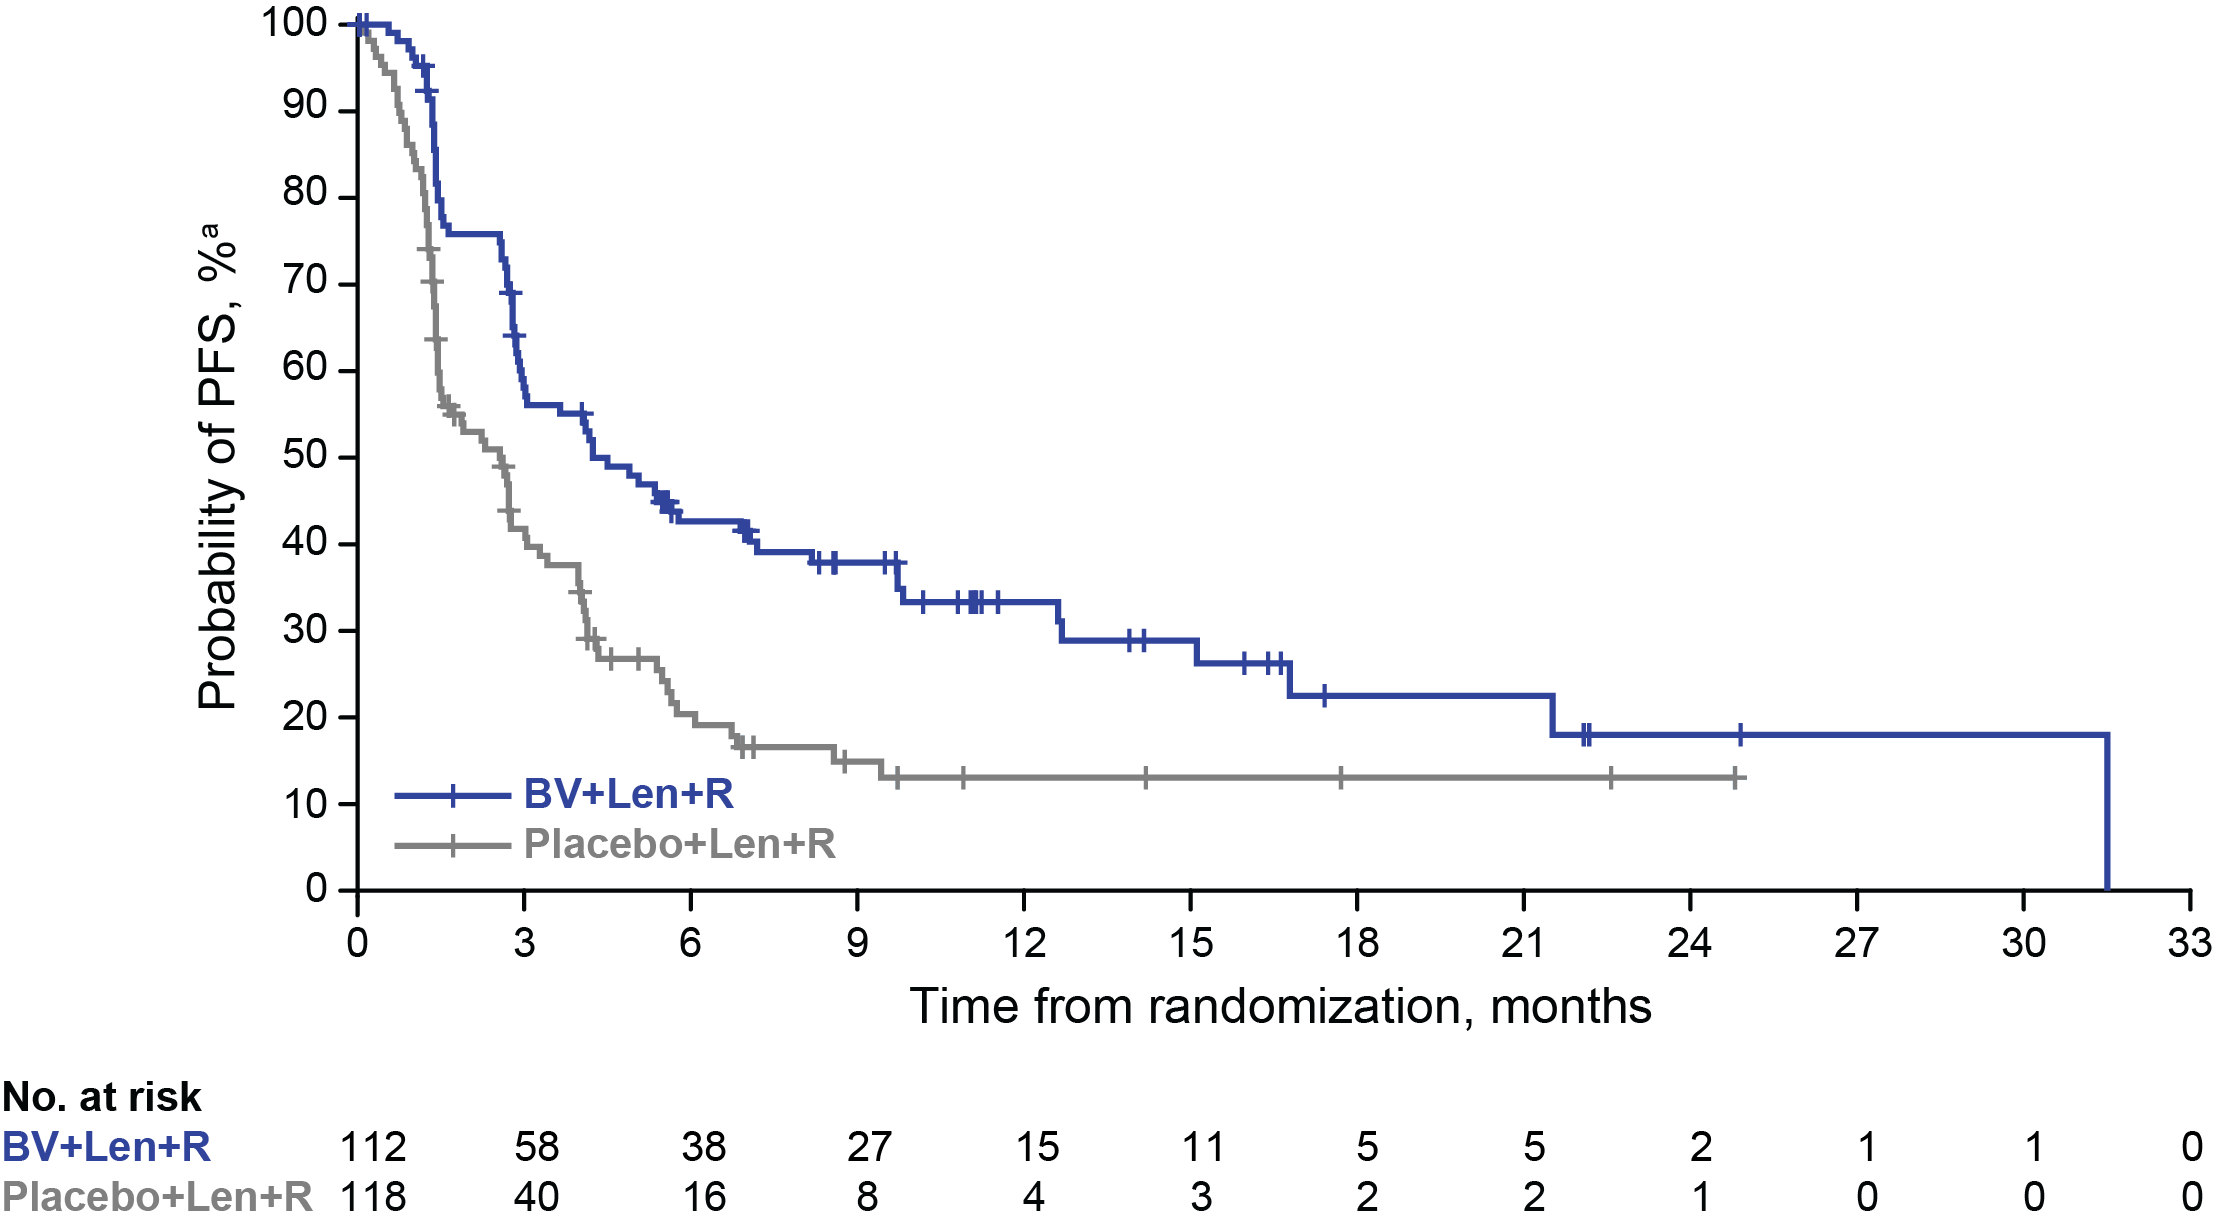 100
90
80
70
60
50
40
30
20
10
0
Probability of PFS, %ᵃ
BV+Len+R
Placebo+Len+R
0 3 6 9 12 15 18 21 24 27 30 33
Time from randomization, months
No. at risk
BV+Len+R 112 58 38 27 15 11 5 5 2 1 1 0
Placebo+Len+R 118 40 16 8 4 3 2 2 1 0 0 0